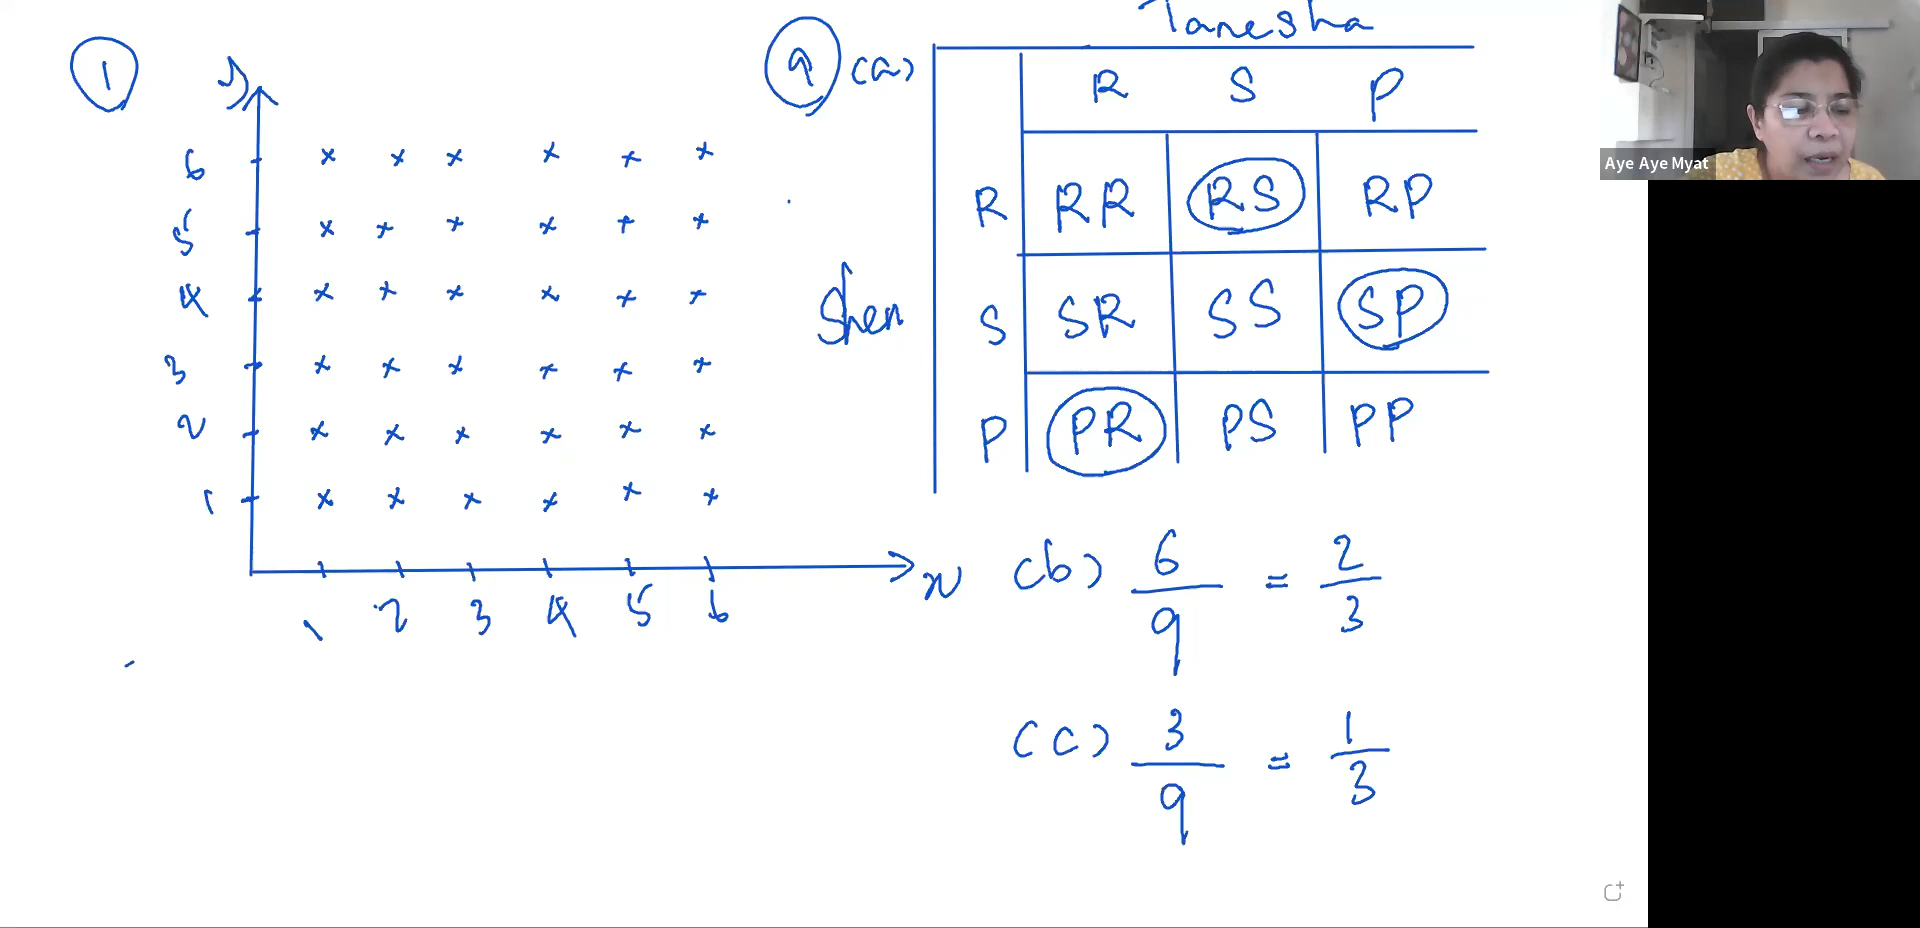 ①
y
6
5
4
3
2
1
1 2 3 4 5 6
x
⑨ (a)
Tanesha
R S P
Shen
R RR RS RP
S SR SS SP
P PR PS PP
(b) 6/9 = 2/3
(c) 3/9 = 1/3
Aye Aye Myat